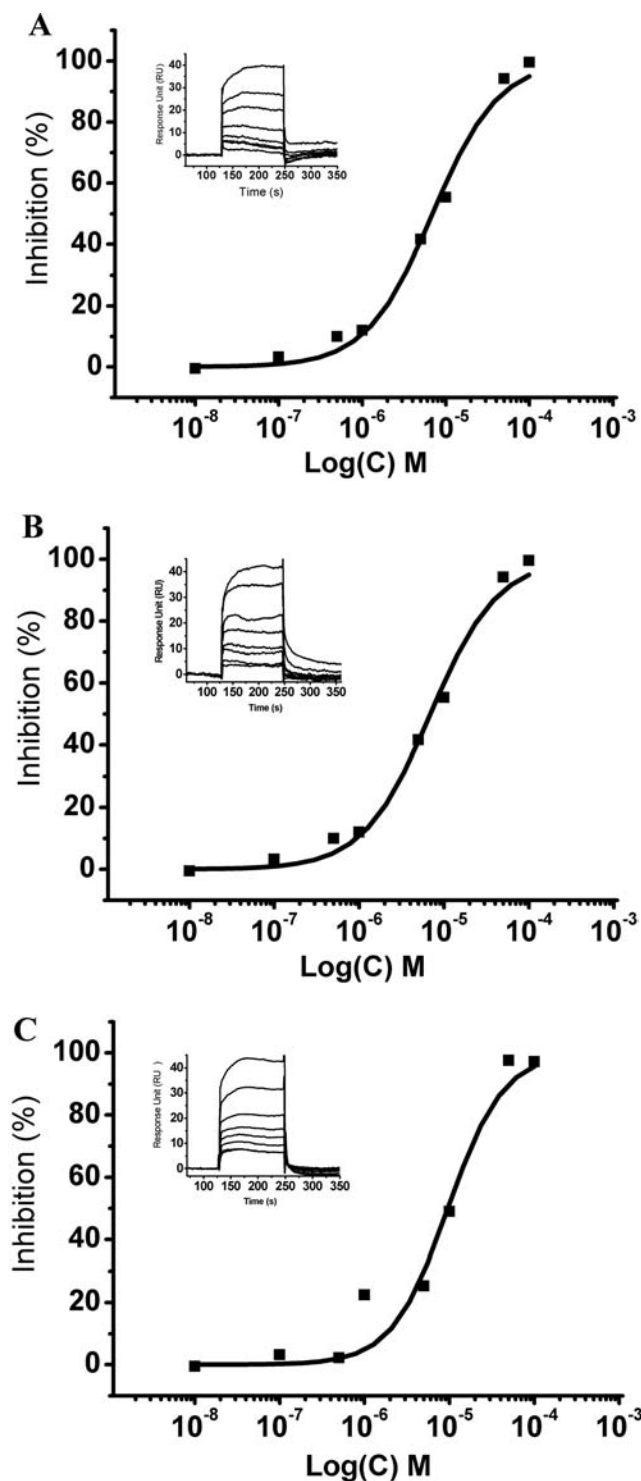 A
Inhibition (%)
100
80
60
40
20
0
Response Unit (RU)
40
30
20
10
0
100 150 200 250 300 350
Time (s)
10-8 10-7 10-6 10-5 10-4 10-3
Log(C) M
B
Inhibition (%)
100
80
60
40
20
0
Response Unit (RU)
40
30
20
10
0
100 150 200 250 300 350
Time (s)
10-8 10-7 10-6 10-5 10-4 10-3
Log(C) M
C
Inhibition (%)
100
80
60
40
20
0
Response Unit (RU )
40
30
20
10
0
100 150 200 250 300 350
Time (s)
10-8 10-7 10-6 10-5 10-4 10-3
Log(C) M